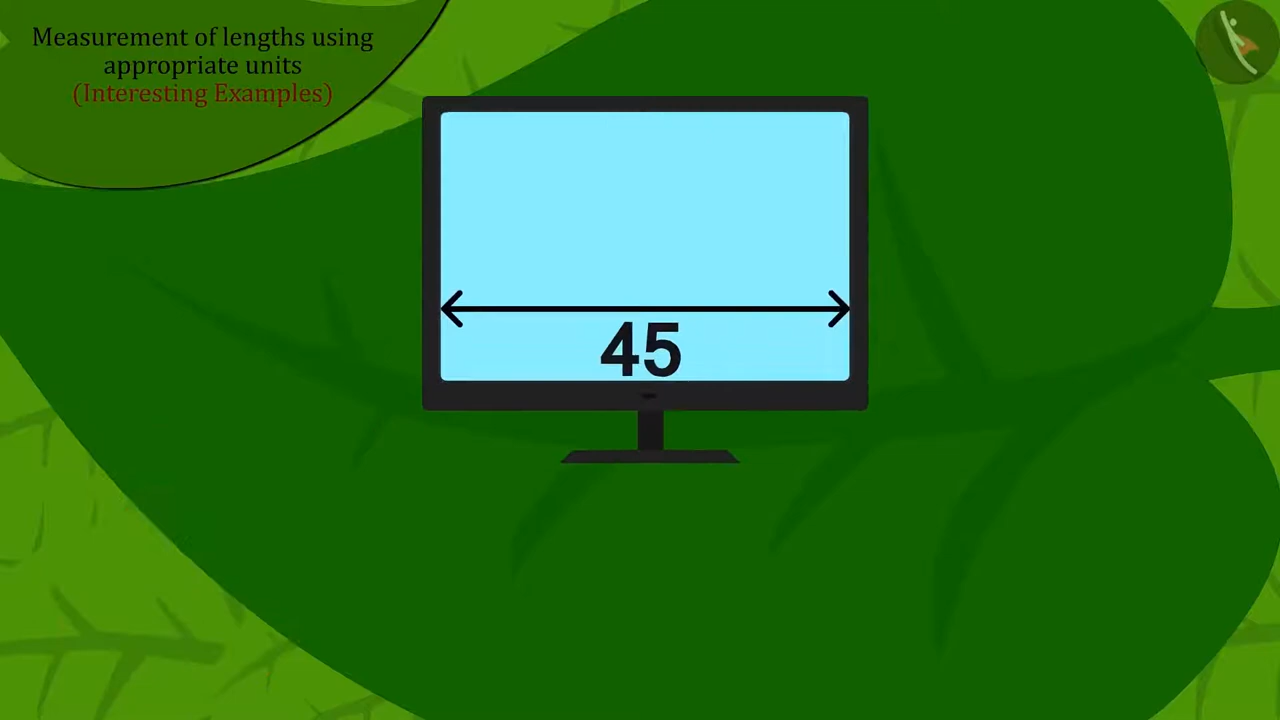 Measurement of lengths using
appropriate units
(Interesting Examples)
45